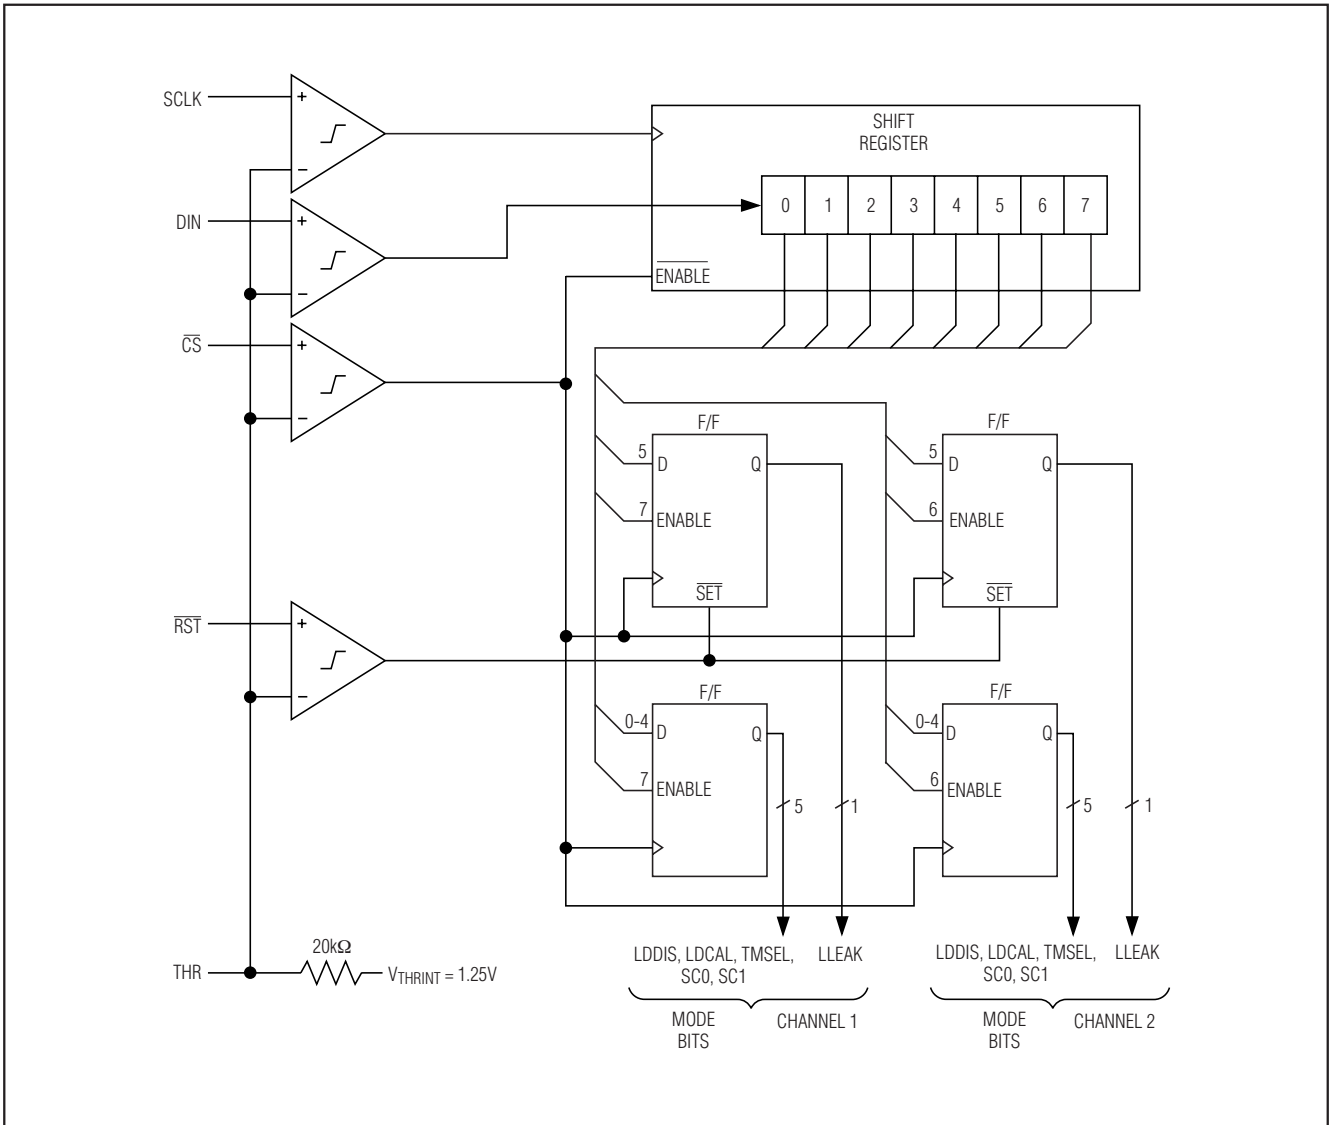 SCLK
+
−
SHIFT
REGISTER
0 1 2 3 4 5 6 7
DIN
+
−
ENABLE
CS
+
−
F/F
F/F
5 D Q
5 D Q
7 ENABLE
6 ENABLE
SET
SET
RST
+
−
F/F
F/F
0-4 D Q
0-4 D Q
7 ENABLE
6 ENABLE
5
1
5
1
THR
20kΩ
VTHRINT = 1.25V
LDDIS, LDCAL, TMSEL,
SC0, SC1
LLEAK
LDDIS, LDCAL, TMSEL,
SC0, SC1
LLEAK
MODE
BITS
CHANNEL 1
MODE
BITS
CHANNEL 2